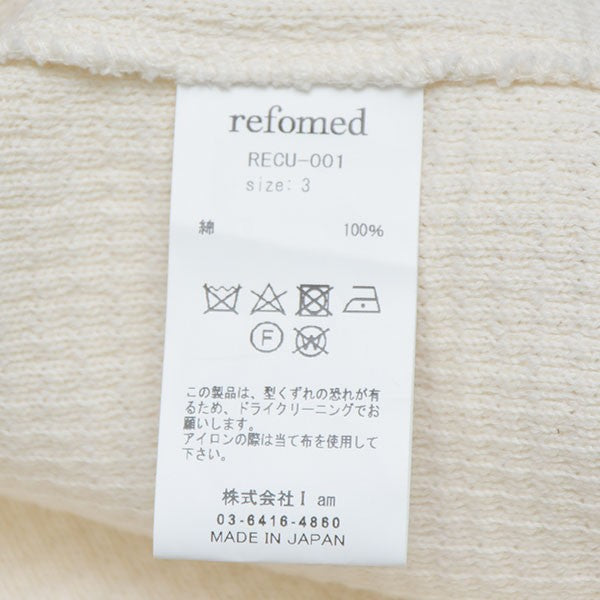 refomed
RECU-001
size: 3
綿 100%
F W
この製品は、型くずれの恐れが有
るため、ドライクリーニングでお
願いします。
アイロンの際は当て布を使用して
下さい。
株式会社I am
03-6416-4860
MADE IN JAPAN